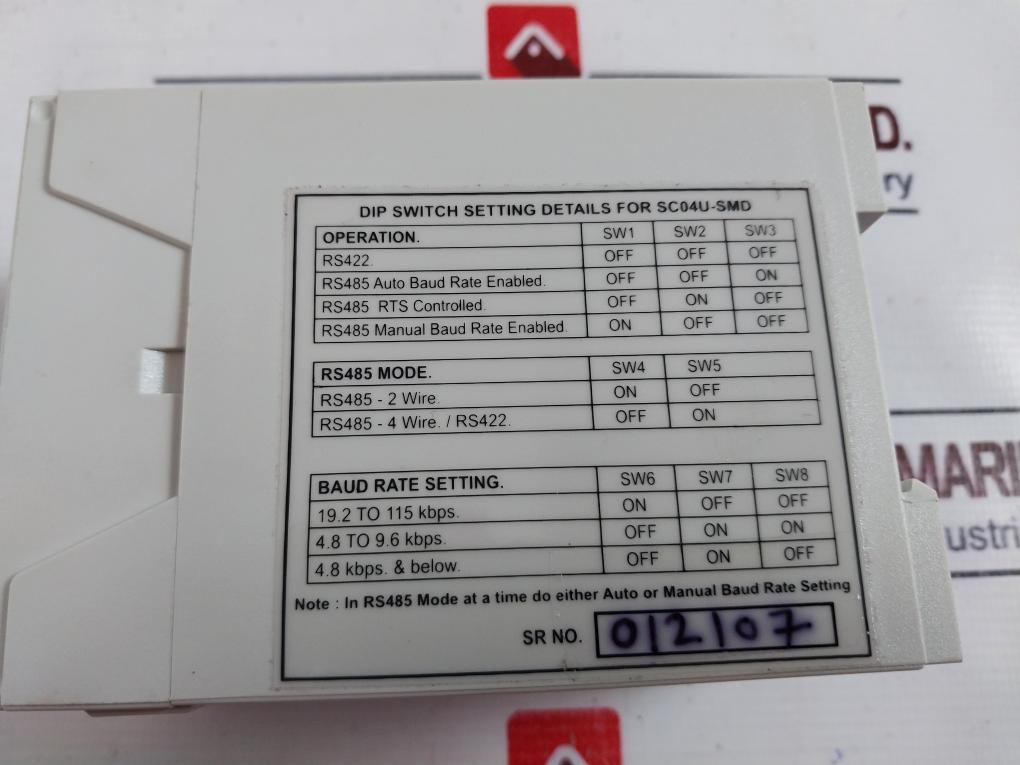 D.
ry
DIP SWITCH SETTING DETAILS FOR SC04U-SMD
OPERATION. SW1 SW2 SW3
RS422. OFF OFF OFF
RS485 Auto Baud Rate Enabled. OFF OFF ON
RS485 RTS Controlled. OFF ON OFF
RS485 Manual Baud Rate Enabled. ON OFF OFF
RS485 MODE. SW4 SW5
RS485 - 2 Wire. ON OFF
RS485 - 4 Wire. / RS422. OFF ON
MARI
ustri
BAUD RATE SETTING. SW6 SW7 SW8
19.2 TO 115 kbps. ON OFF OFF
4.8 TO 9.6 kbps. OFF ON ON
4.8 kbps. & below. OFF ON OFF
Note : In RS485 Mode at a time do either Auto or Manual Baud Rate Setting
SR NO. 012107